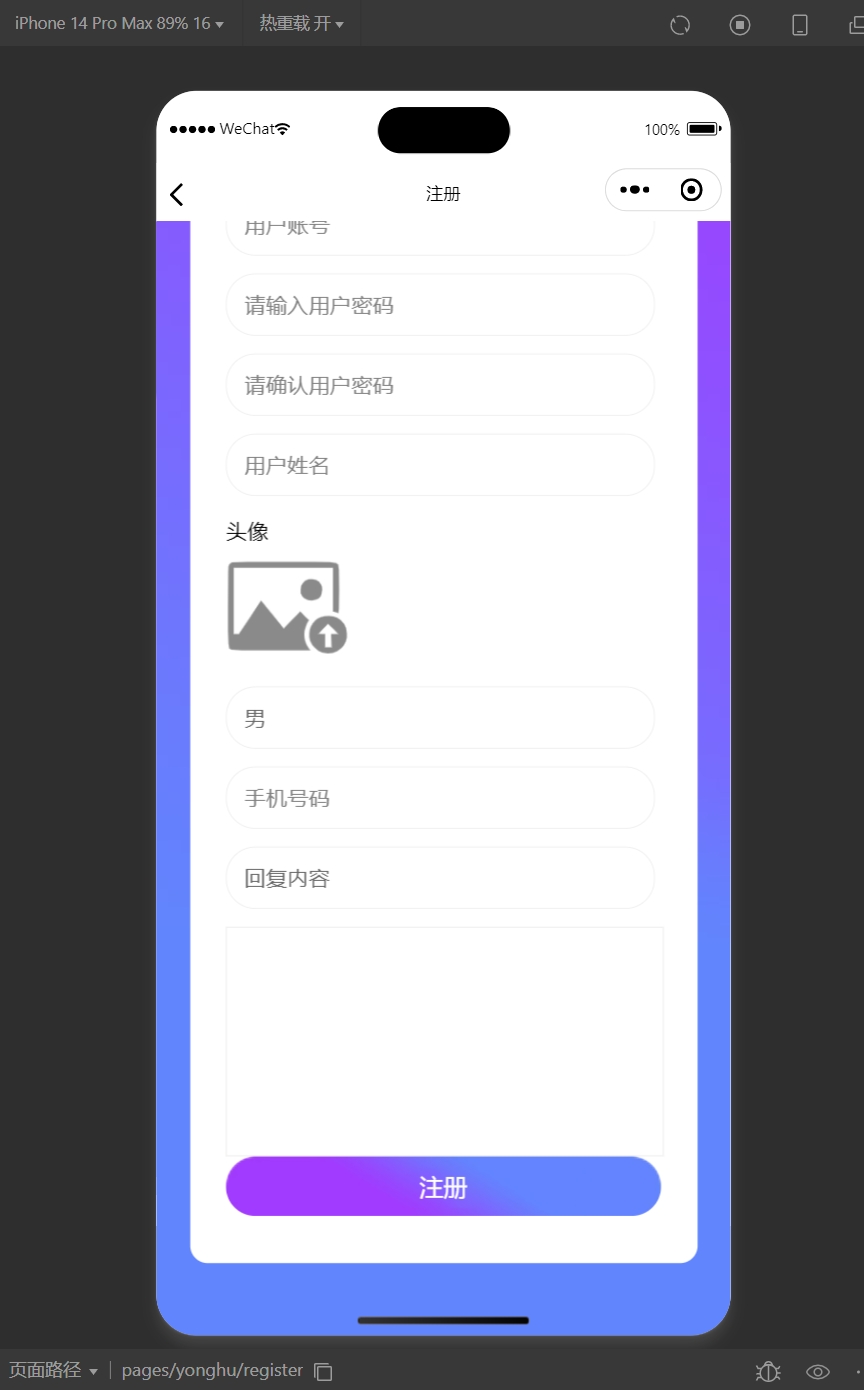 iPhone 14 Pro Max 89% 16
热重载 开
WeChat
100%
注册
用户账号
请输入用户密码
请确认用户密码
用户姓名
头像
男
手机号码
回复内容
注册
页面路径
pages/yonghu/register